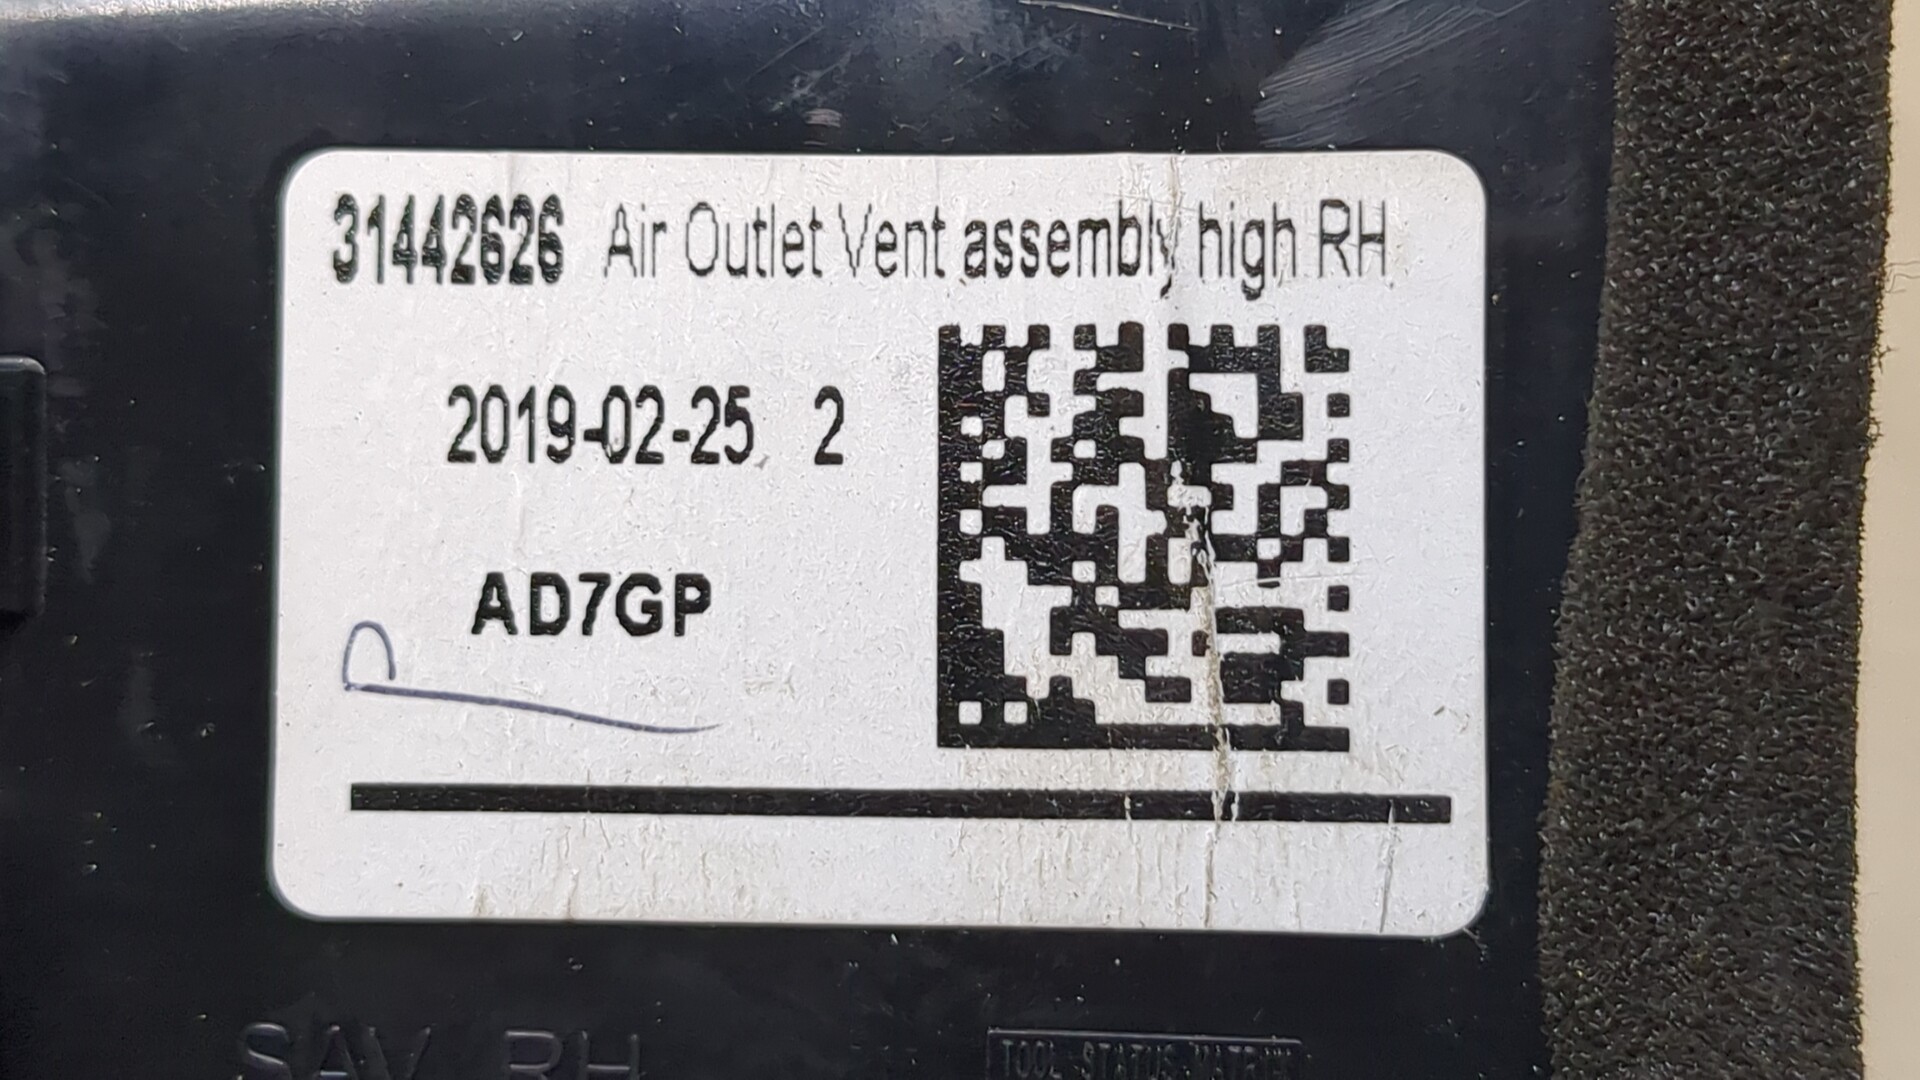 31442626 Air Outlet Vent assembly high RH
2019-02-25 2
AD7GP
P
SAV RH
TOOL STATUS MATRIX